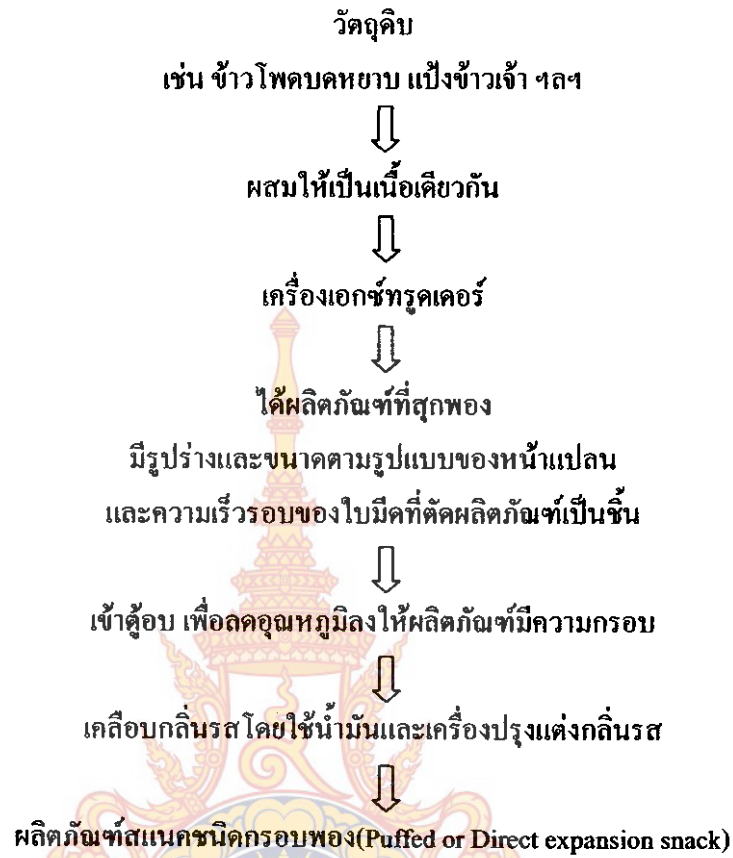 วัตถุดิบ
เช่น ข้าวโพดบดหยาบ แป้งข้าวเจ้า ฯลฯ
ผสมให้เป็นเนื้อเดียวกัน
เครื่องเอกซ์ทรูดเดอร์
ได้ผลิตภัณฑ์ที่สุกพอง
มีรูปร่างและขนาดตามรูปแบบของหน้าแปลน
และความเร็วรอบของใบมีดที่ตัดผลิตภัณฑ์เป็นชิ้น
เข้าตู้อบ เพื่อลดอุณหภูมิลงให้ผลิตภัณฑ์มีความกรอบ
เคลือบกลิ่นรสโดยใช้น้ำมันและเครื่องปรุงแต่งกลิ่นรส
ผลิตภัณฑ์สแนคชนิดกรอบพอง(Puffed or Direct expansion snack)